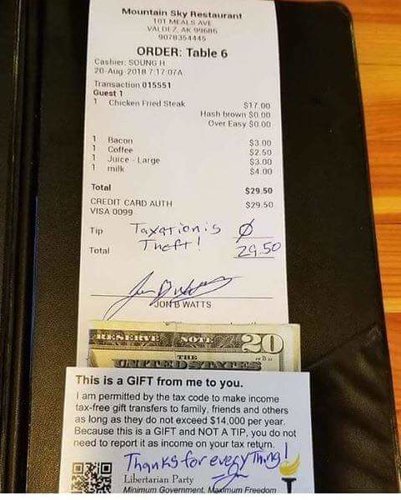 Mountain Sky Restaurant
101 MEALS AVE
VALDEZ, AK 99686
9078354445
ORDER: Table 6
Cashier: SOUNG H
20-Aug-2018 7:17:07A
Transaction 015551
Guest 1
1 Chicken Fried Steak $17.00
Hash brown $0.00
Over Easy $0.00
1 Bacon $3.00
1 Coffee $2.50
1 Juice - Large $3.00
1 milk $4.00
Total $29.50
CREDIT CARD AUTH $29.50
VISA 0099
Tip Taxation is Ø
Theft!
Total 29.50
JON B WATTS
RESERVE NOTE 20
THE
UNITED STATES
This is a GIFT from me to you.
I am permitted by the tax code to make income
tax-free gift transfers to family, friends and others
as long as they do not exceed $14,000 per year.
Because this is a GIFT and NOT A TIP, you do not
need to report it as income on your tax return.
Thanks for everything!
Libertarian Party
Minimum Government, Maximum Freedom